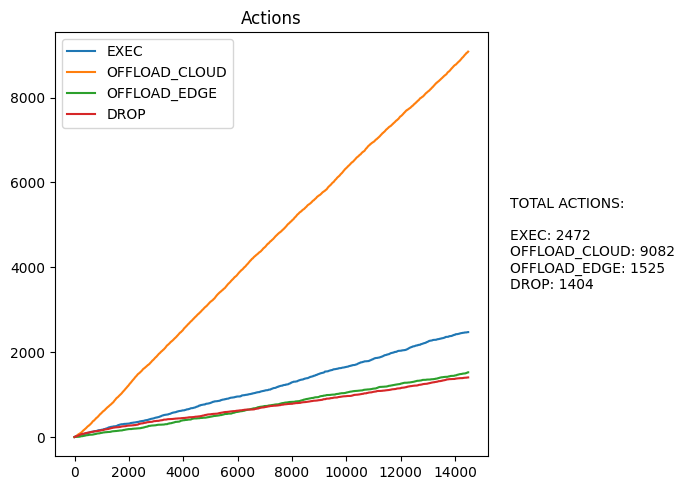 Actions
EXEC
OFFLOAD_CLOUD
OFFLOAD_EDGE
DROP
8000
6000
4000
2000
0
0 2000 4000 6000 8000 10000 12000 14000
TOTAL ACTIONS:
EXEC: 2472
OFFLOAD_CLOUD: 9082
OFFLOAD_EDGE: 1525
DROP: 1404